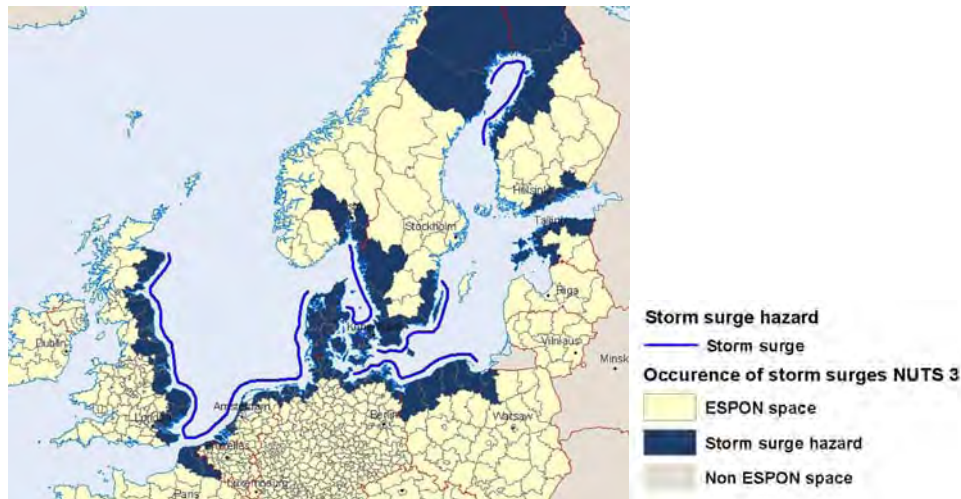 Helsinki
Tallinn
Stockholm
Riga
Dublin
Vilnius
Minsk
Amsterdam
London
Berlin
Warsaw
Bruxelles
Luxembourg
Paris
Storm surge hazard
Storm surge
Occurence of storm surges NUTS 3
ESPON space
Storm surge hazard
Non ESPON space